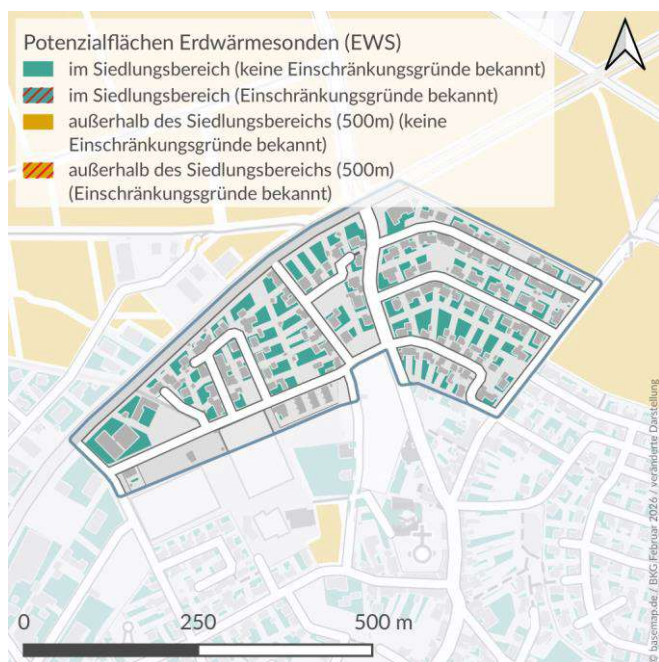 Potenzialflächen Erdwärmesonden (EWS)
im Siedlungsbereich (keine Einschränkungsgründe bekannt)
im Siedlungsbereich (Einschränkungsgründe bekannt)
außerhalb des Siedlungsbereichs (500m) (keine
Einschränkungsgründe bekannt)
außerhalb des Siedlungsbereichs (500m)
(Einschränkungsgründe bekannt)
0 250 500 m
© basemap.de / BKG Februar 2026 / veränderte Darstellung